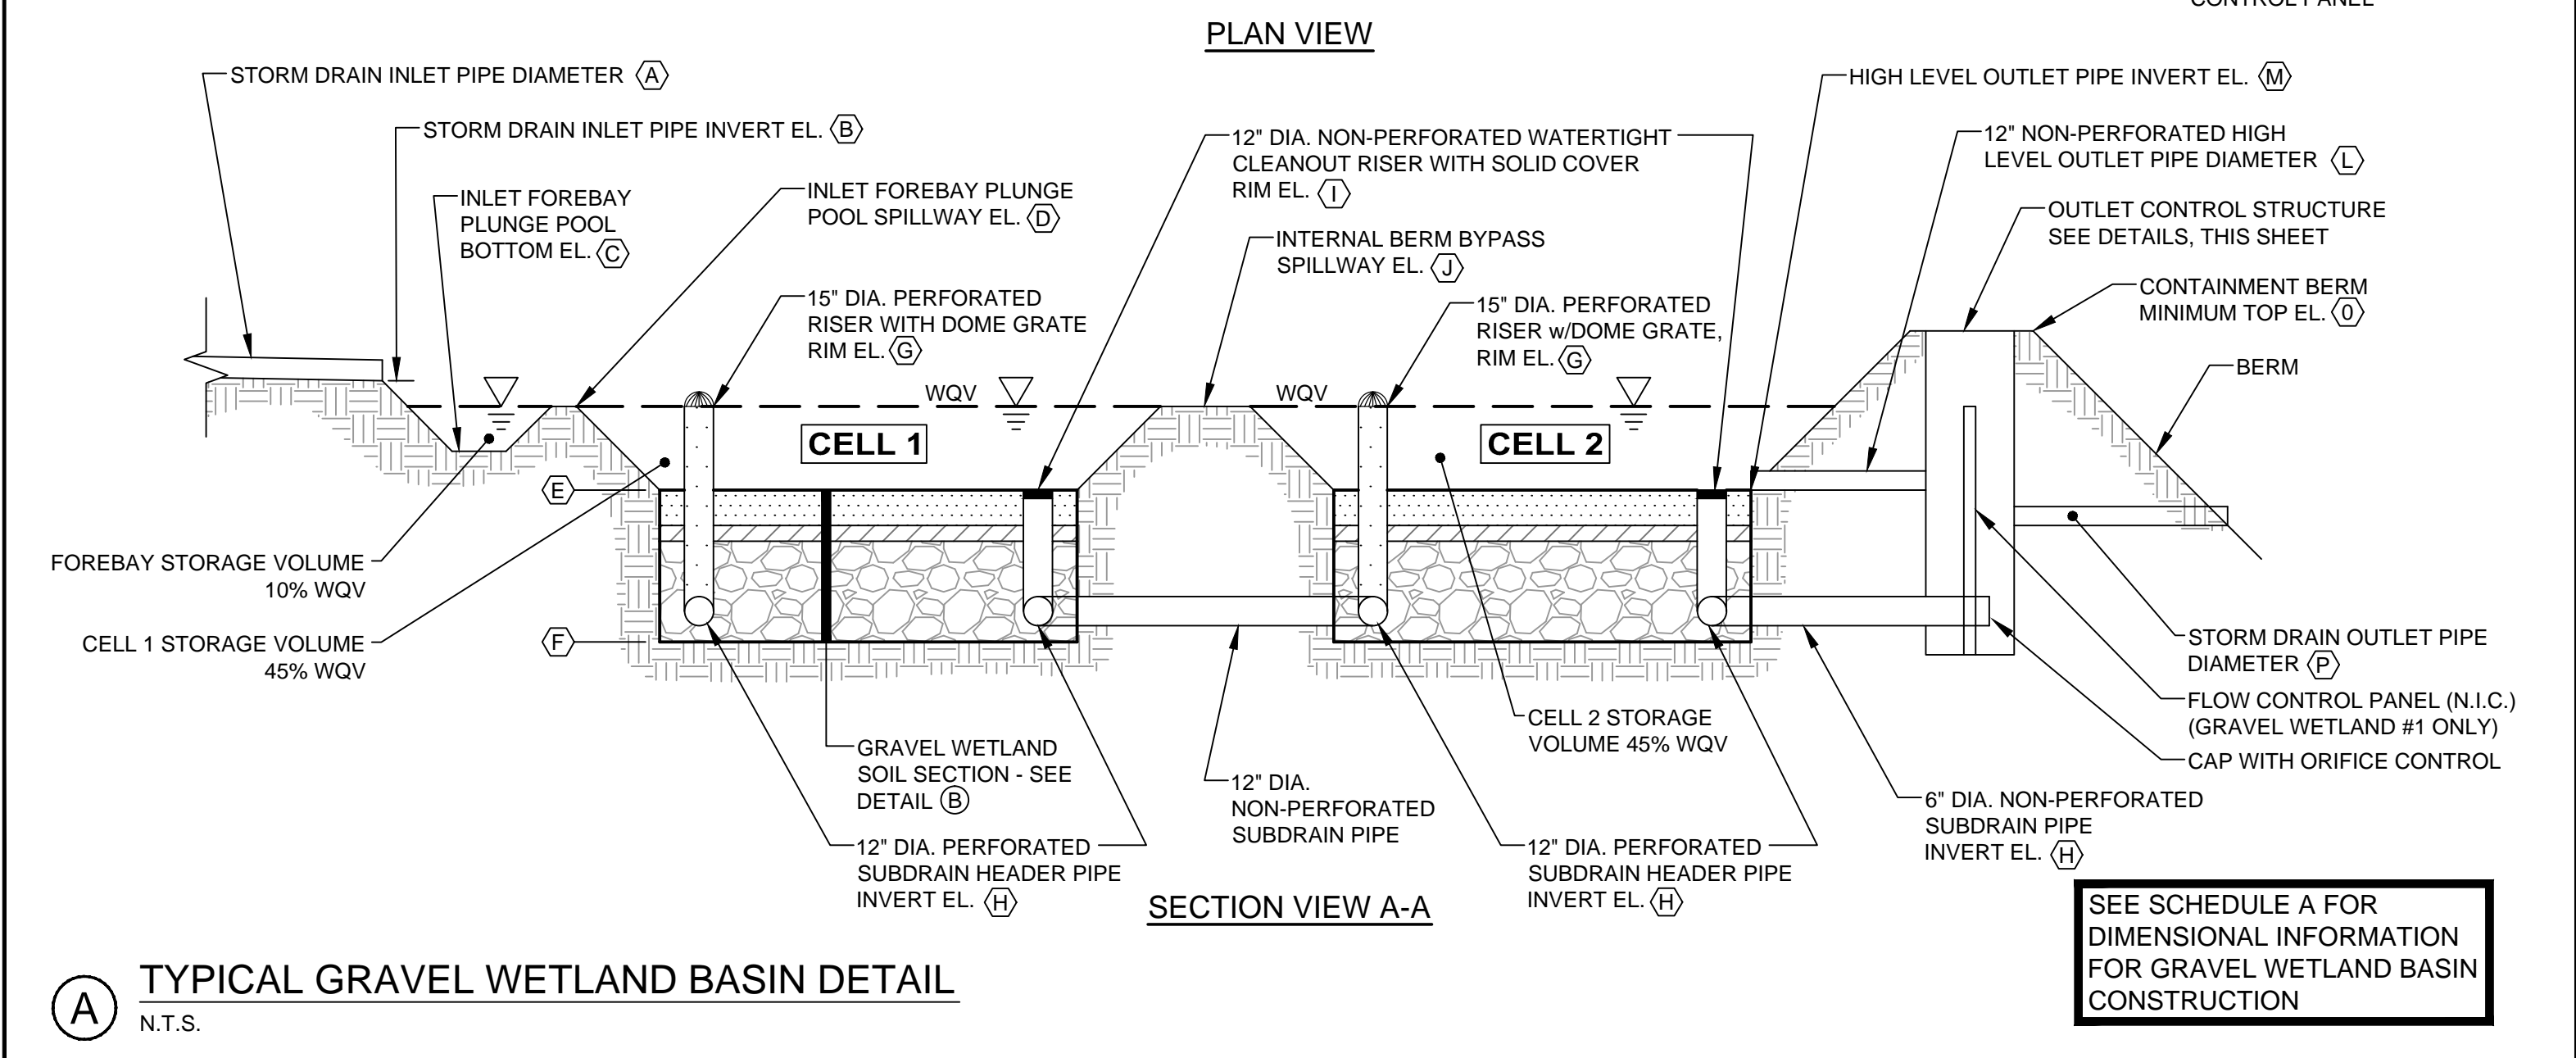 CONTROL PANEL
PLAN VIEW
STORM DRAIN INLET PIPE DIAMETER A
STORM DRAIN INLET PIPE INVERT EL. B
INLET FOREBAY
PLUNGE POOL
BOTTOM EL. C
INLET FOREBAY PLUNGE
POOL SPILLWAY EL. D
15" DIA. PERFORATED
RISER WITH DOME GRATE
RIM EL. G
12" DIA. NON-PERFORATED WATERTIGHT
CLEANOUT RISER WITH SOLID COVER
RIM EL. I
INTERNAL BERM BYPASS
SPILLWAY EL. J
15" DIA. PERFORATED
RISER w/DOME GRATE,
RIM EL. G
HIGH LEVEL OUTLET PIPE INVERT EL. M
12" NON-PERFORATED HIGH
LEVEL OUTLET PIPE DIAMETER L
OUTLET CONTROL STRUCTURE
SEE DETAILS, THIS SHEET
CONTAINMENT BERM
MINIMUM TOP EL. 0
BERM
WQV
WQV
CELL 1
CELL 2
E
F
FOREBAY STORAGE VOLUME
10% WQV
CELL 1 STORAGE VOLUME
45% WQV
GRAVEL WETLAND
SOIL SECTION - SEE
DETAIL B
12" DIA. PERFORATED
SUBDRAIN HEADER PIPE
INVERT EL. H
12" DIA.
NON-PERFORATED
SUBDRAIN PIPE
CELL 2 STORAGE
VOLUME 45% WQV
12" DIA. PERFORATED
SUBDRAIN HEADER PIPE
INVERT EL. H
STORM DRAIN OUTLET PIPE
DIAMETER P
FLOW CONTROL PANEL (N.I.C.)
(GRAVEL WETLAND #1 ONLY)
CAP WITH ORIFICE CONTROL
6" DIA. NON-PERFORATED
SUBDRAIN PIPE
INVERT EL. H
SECTION VIEW A-A
SEE SCHEDULE A FOR
DIMENSIONAL INFORMATION
FOR GRAVEL WETLAND BASIN
CONSTRUCTION
A
TYPICAL GRAVEL WETLAND BASIN DETAIL
N.T.S.